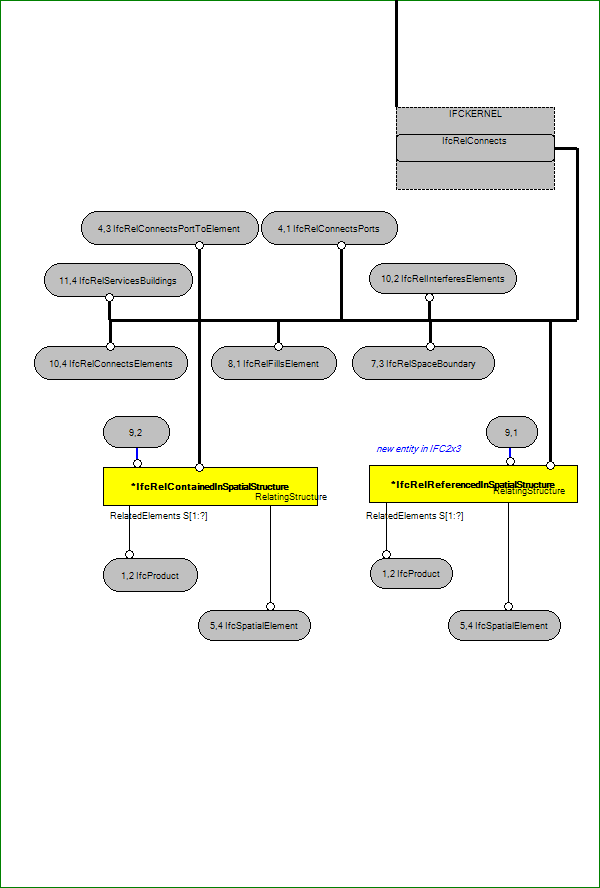 IFCKERNEL
IfcRelConnects
4,3 IfcRelConnectsPortToElement
4,1 IfcRelConnectsPorts
11,4 IfcRelServicesBuildings
10,2 IfcRelInterferesElements
10,4 IfcRelConnectsElements
8,1 IfcRelFillsElement
7,3 IfcRelSpaceBoundary
9,2
9,1
new entity in IFC2x3
*IfcRelContainedInSpatialStructure
RelatingStructure
*IfcRelReferencedInSpatialStructure
RelatingStructure
RelatedElements S[1:?]
RelatedElements S[1:?]
1,2 IfcProduct
1,2 IfcProduct
5,4 IfcSpatialElement
5,4 IfcSpatialElement